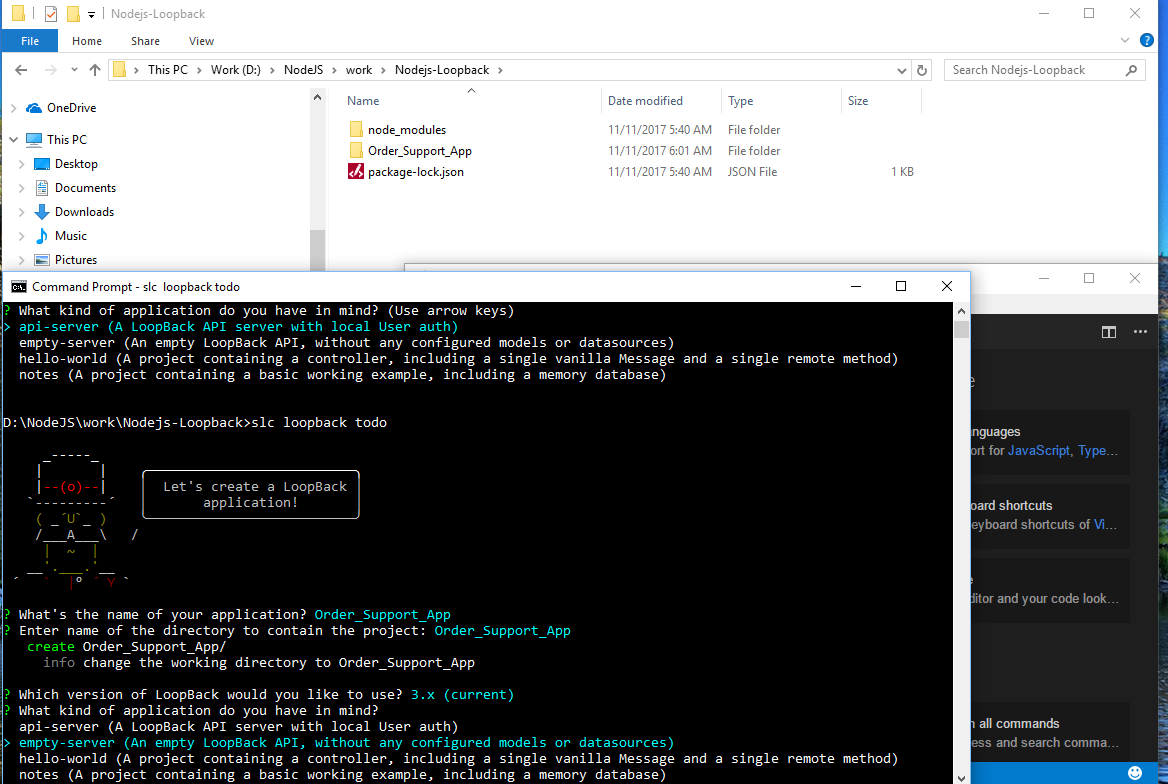 Nodejs-Loopback
File Home Share View
This PC Work (D:) NodeJS work Nodejs-Loopback
Search Nodejs-Loopback
Name Date modified Type Size
OneDrive
This PC
Desktop
Documents
Downloads
Music
Pictures
node_modules 11/11/2017 5:40 AM File folder
Order_Support_App 11/11/2017 6:01 AM File folder
package-lock.json 11/11/2017 5:40 AM JSON File 1 KB
Command Prompt - slc loopback todo
? What kind of application do you have in mind? (Use arrow keys)
> api-server (A LoopBack API server with local User auth)
empty-server (An empty LoopBack API, without any configured models or datasources)
hello-world (A project containing a controller, including a single vanilla Message and a single remote method)
notes (A project containing a basic working example, including a memory database)
D:\NodeJS\work\Nodejs-Loopback>slc loopback todo
Let's create a LoopBack
application!
? What's the name of your application? Order_Support_App
? Enter name of the directory to contain the project: Order_Support_App
create Order_Support_App/
info change the working directory to Order_Support_App
? Which version of LoopBack would you like to use? 3.x (current)
? What kind of application do you have in mind?
api-server (A LoopBack API server with local User auth)
> empty-server (An empty LoopBack API, without any configured models or datasources)
hello-world (A project containing a controller, including a single vanilla Message and a single remote method)
notes (A project containing a basic working example, including a memory database)
nguages
ort for JavaScript, Type...
oard shortcuts
eyboard shortcuts of Vi...
ditor and your code look...
all commands
ess and search comma...